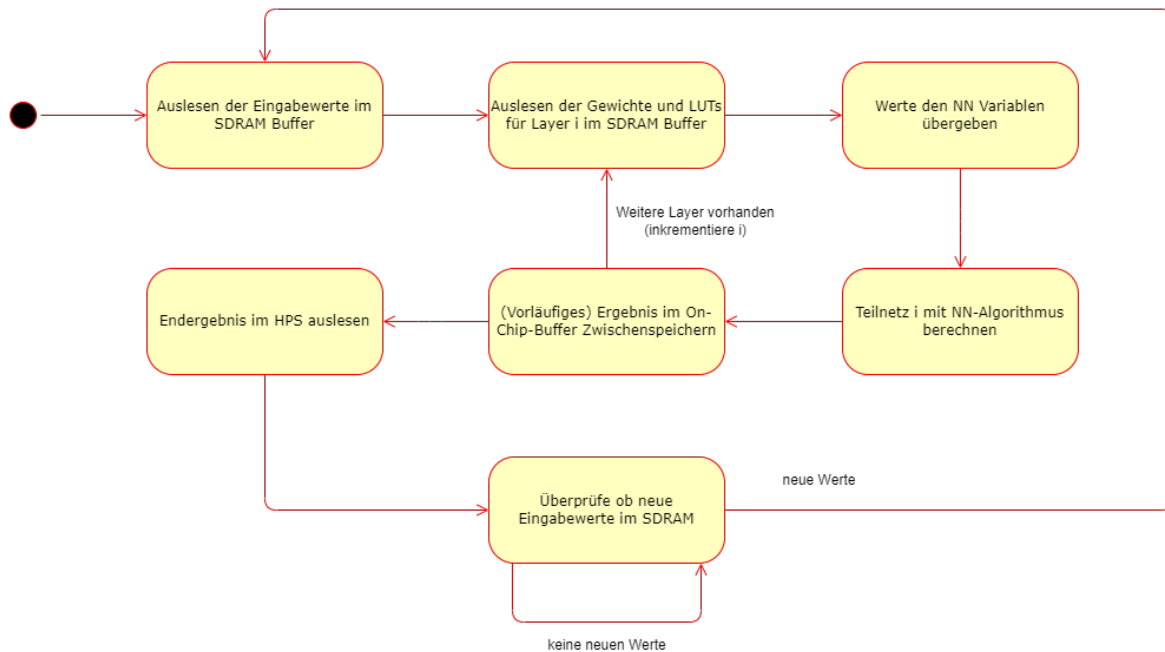 Auslesen der Eingabewerte im
SDRAM Buffer
Auslesen der Gewichte und LUTs
für Layer i im SDRAM Buffer
Werte den NN Variablen
übergeben
Weitere Layer vorhanden
(inkrementiere i)
Endergebnis im HPS auslesen
(Vorläufiges) Ergebnis im On-
Chip-Buffer Zwischenspeichern
Teilnetz i mit NN-Algorithmus
berechnen
Überprüfe ob neue
Eingabewerte im SDRAM
neue Werte
keine neuen Werte